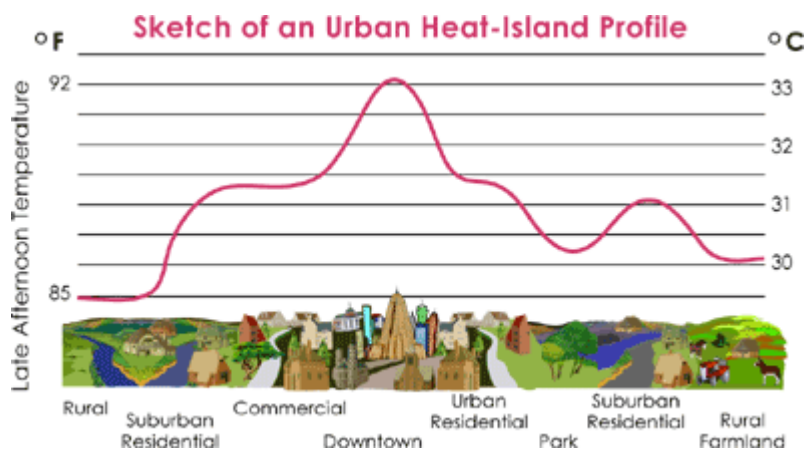 Sketch of an Urban Heat-Island Profile
°F
°C
Late Afternoon Temperature
92
85
33
32
31
30
Rural
Suburban
Residential
Commercial
Downtown
Urban
Residential
Park
Suburban
Residential
Rural
Farmland